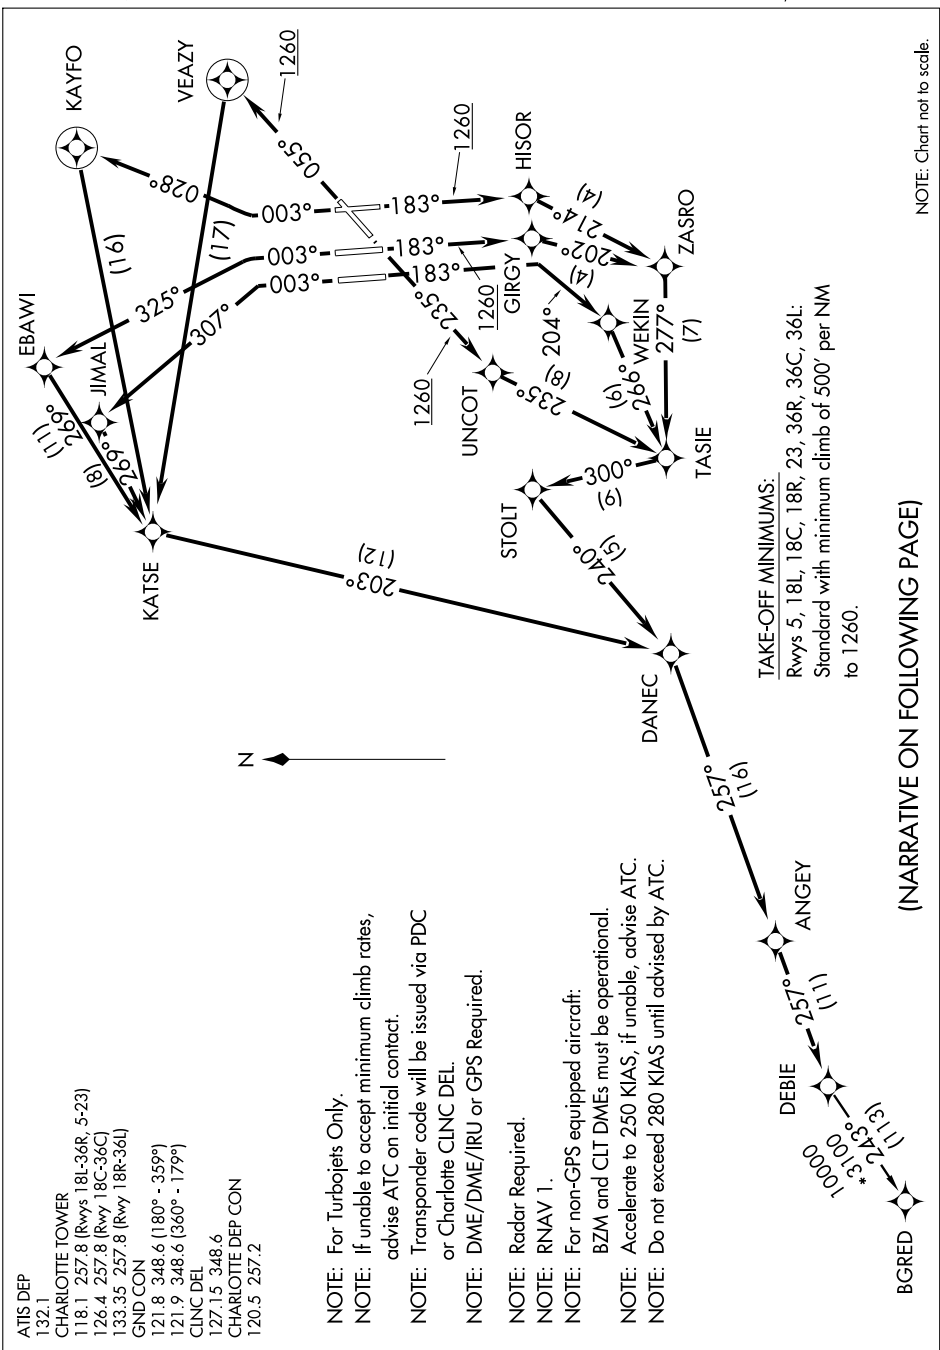 ATIS DEP
132.1
CHARLOTTE TOWER
118.1 257.8 (Rwys 18L-36R, 5-23)
126.4 257.8 (Rwy 18C-36C)
133.35 257.8 (Rwy 18R-36L)
GND CON
121.8 348.6 (180° - 359°)
121.9 348.6 (360° - 179°)
CLNC DEL
127.15 348.6
CHARLOTTE DEP CON
120.5 257.2
NOTE: For Turbojets Only.
NOTE: If unable to accept minimum climb rates,
advise ATC on initial contact.
NOTE: Transponder code will be issued via PDC
or Charlotte CLNC DEL.
NOTE: DME/DME/IRU or GPS Required.
NOTE: Radar Required.
NOTE: RNAV 1.
NOTE: For non-GPS equipped aircraft:
BZM and CLT DMEs must be operational.
NOTE: Accelerate to 250 KIAS, if unable, advise ATC.
NOTE: Do not exceed 280 KIAS until advised by ATC.
N
EBAWI
JIMAL
KATSE
KAYFO
VEAZY
(11)
269°
(8)
269°
(16)
(17)
325°
307°
028°
055°
1260
003°
003°
003°
183°
183°
183°
1260
1260
1260
235°
HISOR
GIRGY
(4)
214°
202°
(4)
204°
ZASRO
WEKIN
UNCOT
(8)
235°
(9)
266°
277°
(7)
TASIE
300°
(9)
STOLT
240°
(5)
203°
(12)
DANEC
257°
(16)
ANGEY
257°
(11)
DEBIE
10000
*3100
243°
(113)
BGRED
TAKE-OFF MINIMUMS:
Rwys 5, 18L, 18C, 18R, 23, 36R, 36C, 36L:
Standard with minimum climb of 500' per NM
to 1260.
(NARRATIVE ON FOLLOWING PAGE)
NOTE: Chart not to scale.